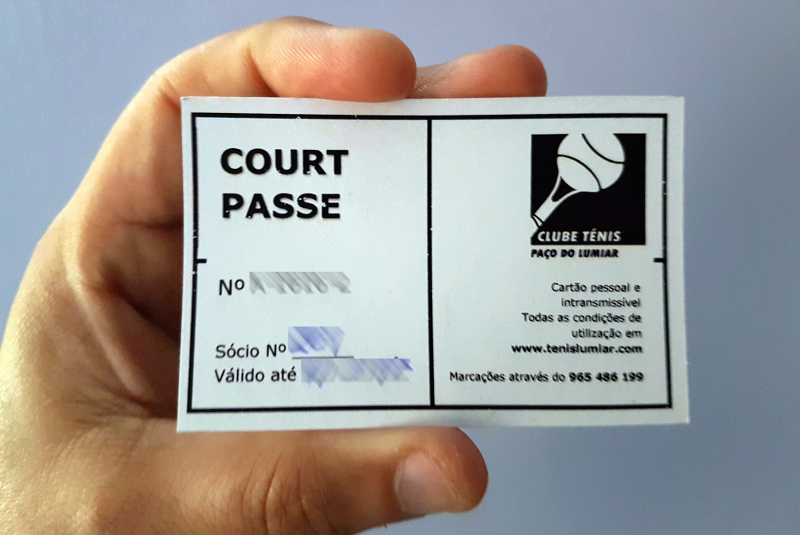 COURT
PASSE
Nº
Sócio Nº
Válido até
CLUBE TÉNIS
PAÇO DO LUMIAR
Cartão pessoal e
intransmissível
Todas as condições de
utilização em
www.tenislumiar.com
Marcações através do 965 486 199